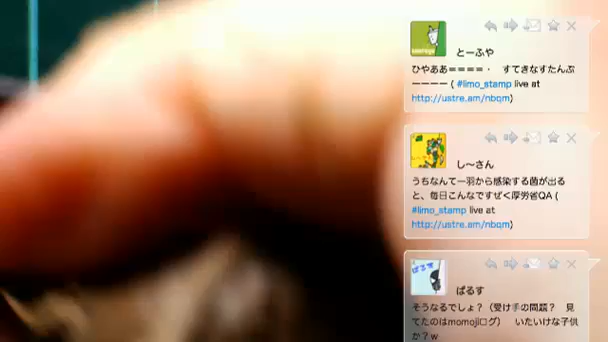 とーふや
ひやああ====・　すてきなすたんぷ
ーーーー ( #limo_stamp live at
http://ustre.am/nbqm)
し〜さん
うちなんて一羽から感染する菌が出る
と、毎日こんなですぜ<厚労省QA (
#limo_stamp live at
http://ustre.am/nbqm)
ぱるす
そうなるでしょ？（受け手の問題？　見
てたのはmomojiログ）　いたいけな子供
か？w